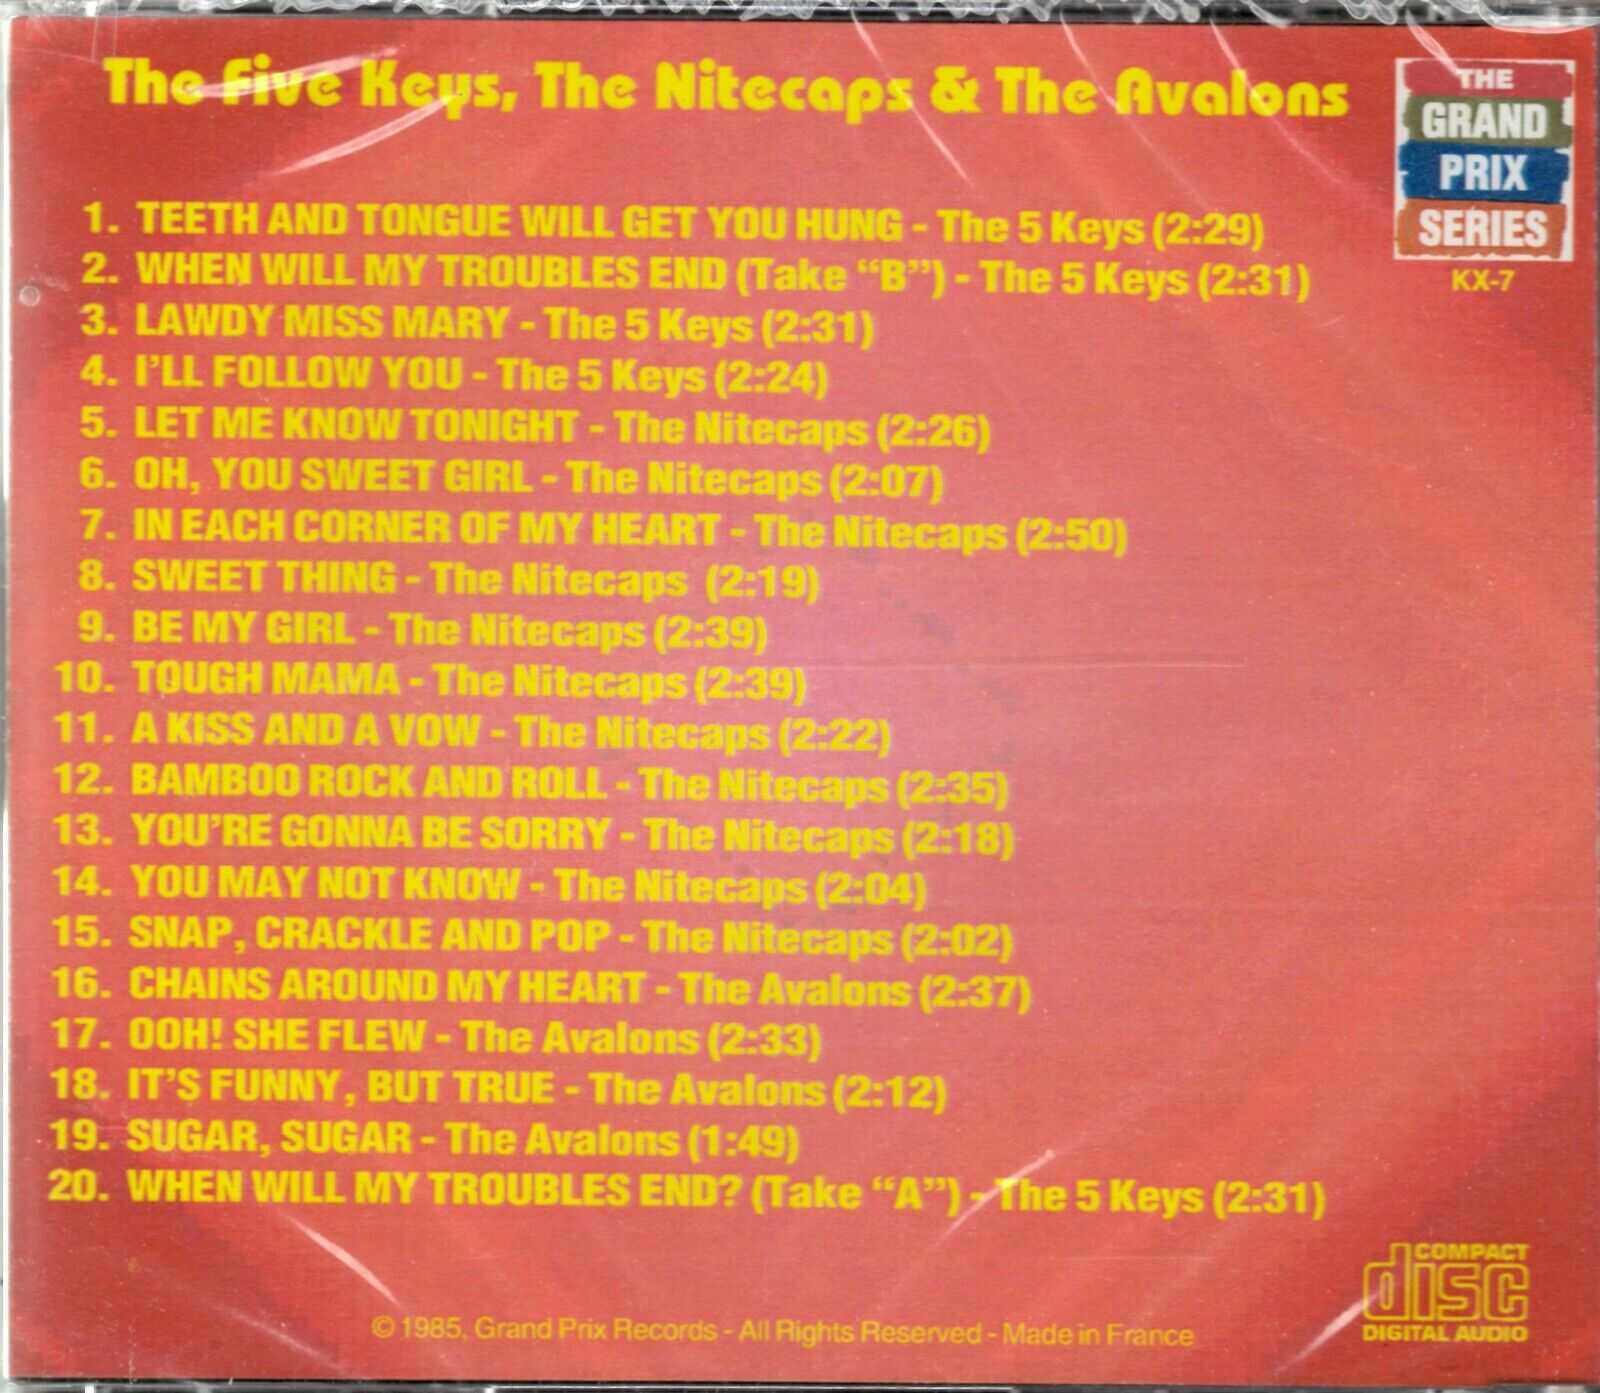 The Five Keys, The Nitecaps & The Avalons
THE
GRAND
PRIX
SERIES
KX-7
1. TEETH AND TONGUE WILL GET YOU HUNG - The 5 Keys (2:29)
2. WHEN WILL MY TROUBLES END (Take “B”) - The 5 Keys (2:31)
3. LAWDY MISS MARY - The 5 Keys (2:31)
4. I’LL FOLLOW YOU - The 5 Keys (2:24)
5. LET ME KNOW TONIGHT - The Nitecaps (2:26)
6. OH, YOU SWEET GIRL - The Nitecaps (2:07)
7. IN EACH CORNER OF MY HEART - The Nitecaps (2:50)
8. SWEET THING - The Nitecaps (2:19)
9. BE MY GIRL - The Nitecaps (2:39)
10. TOUGH MAMA - The Nitecaps (2:39)
11. A KISS AND A VOW - The Nitecaps (2:22)
12. BAMBOO ROCK AND ROLL - The Nitecaps (2:35)
13. YOU’RE GONNA BE SORRY - The Nitecaps (2:18)
14. YOU MAY NOT KNOW - The Nitecaps (2:04)
15. SNAP, CRACKLE AND POP - The Nitecaps (2:02)
16. CHAINS AROUND MY HEART - The Avalons (2:37)
17. OOH! SHE FLEW - The Avalons (2:33)
18. IT’S FUNNY, BUT TRUE - The Avalons (2:12)
19. SUGAR, SUGAR - The Avalons (1:49)
20. WHEN WILL MY TROUBLES END? (Take “A”) - The 5 Keys (2:31)
COMPACT
disc
DIGITAL AUDIO
© 1985, Grand Prix Records - All Rights Reserved - Made in France